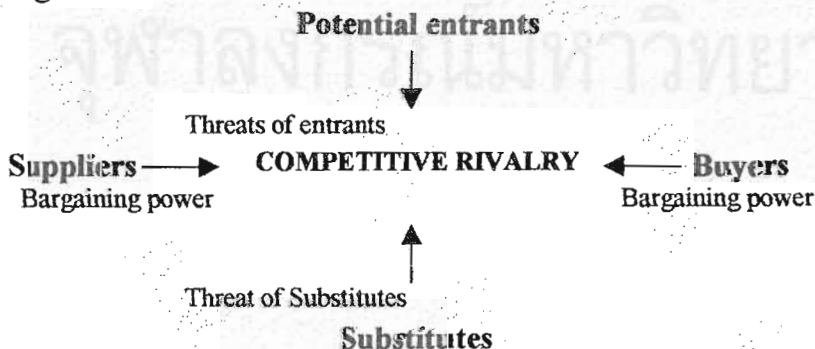 Potential entrants
Threats of entrants
Suppliers COMPETITIVE RIVALRY Buyers
Bargaining power Bargaining power
Threat of Substitutes
Substitutes